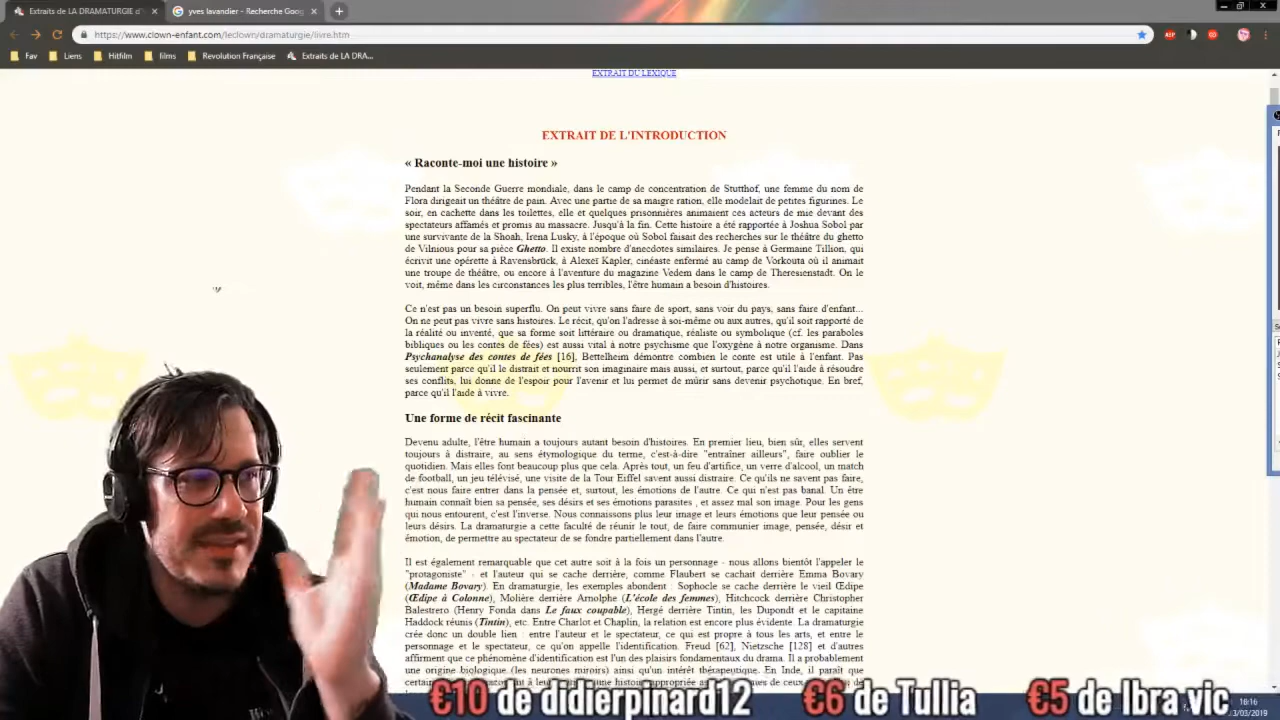 Extraits de LA DRAMATURGIE d'
yves lavandier - Recherche Goog
https://www.clown-enfant.com/leclown/dramaturgie/livre.htm
Fav
Liens
Hitfilm
films
Revolution Française
Extraits de LA DRA...
EXTRAIT DU LEXIQUE
EXTRAIT DE L'INTRODUCTION
« Raconte-moi une histoire »
Pendant la Seconde Guerre mondiale, dans le camp de concentration de Stutthof, une femme du nom de
Flora dirigeait un théâtre de pain. Avec une partie de sa maigre ration, elle modelait de petites figurines. Le
soir, en cachette dans les toilettes, elle et quelques prisonnières animaient ces acteurs de mie devant des
spectateurs affamés et promis au massacre. Jusqu'à la fin. Cette histoire a été rapportée à Joshua Sobol par
une survivante de la Shoah, Irena Lusky, à l'époque où Sobol faisait des recherches sur le théâtre du ghetto
de Vilnious pour sa pièce Ghetto. Il existe nombre d'anecdotes similaires. Je pense à Germaine Tillion, qui
écrivit une opérette à Ravensbrück, à Alexeï Kapler, cinéaste enfermé au camp de Vorkouta où il animait
une troupe de théâtre, ou encore à l'aventure du magazine Vedem dans le camp de Theresienstadt. On le
voit, même dans les circonstances les plus terribles, l'être humain a besoin d'histoires.
Ce n'est pas un besoin superflu. On peut vivre sans faire de sport, sans voir du pays, sans faire d'enfant...
On ne peut pas vivre sans histoires. Le récit, qu'on l'adresse à soi-même ou aux autres, qu'il soit rapporté de
la réalité ou inventé, que sa forme soit littéraire ou dramatique, réaliste ou symbolique (cf. les paraboles
bibliques ou les contes de fées) est aussi vital à notre psychisme que l'oxygène à notre organisme. Dans
Psychanalyse des contes de fées [16], Bettelheim démontre combien le conte est utile à l'enfant. Pas
seulement parce qu'il le distrait et nourrit son imaginaire mais aussi, et surtout, parce qu'il l'aide à résoudre
ses conflits, lui donne de l'espoir pour l'avenir et lui permet de mûrir sans devenir psychotique. En bref,
parce qu'il l'aide à vivre.
Une forme de récit fascinante
Devenu adulte, l'être humain a toujours autant besoin d'histoires. En premier lieu, bien sûr, elles servent
toujours à distraire, au sens étymologique du terme, c'est-à-dire "entraîner ailleurs", faire oublier le
quotidien. Mais elles font beaucoup plus que cela. Après tout, un feu d'artifice, un verre d'alcool, un match
de football, un jeu télévisé, une visite de la Tour Eiffel savent aussi distraire. Ce qu'ils ne savent pas faire,
c'est nous faire entrer dans la pensée et, surtout, les émotions de l'autre. Ce qui n'est pas banal. Un être
humain connaît bien sa pensée, ses désirs et ses émotions parasites , et assez mal son image. Pour les gens
qui nous entourent, c'est l'inverse. Nous connaissons plus leur image et leurs émotions que leur pensée ou
leurs désirs. La dramaturgie a cette faculté de réunir le tout, de faire communier image, pensée, désir et
émotion, de permettre au spectateur de se fondre partiellement dans l'autre.
Il est également remarquable que cet autre soit à la fois un personnage - nous allons bientôt l'appeler le
"protagoniste" - et l'auteur qui se cache derrière, comme Flaubert se cachait derrière Emma Bovary
(Madame Bovary). En dramaturgie, les exemples abondent : Sophocle se cache derrière le vieil Œdipe
(Œdipe à Colonne), Molière derrière Arnolphe (L'école des femmes), Hitchcock derrière Christopher
Balestrero (Henry Fonda dans Le faux coupable), Hergé derrière Tintin, les Dupondt et le capitaine
Haddock réunis (Tintin), etc. Entre Charlot et Chaplin, la relation est encore plus évidente. La dramaturgie
crée donc un double lien : entre l'auteur et le spectateur, ce qui est propre à tous les arts, et entre le
personnage et le spectateur, ce qu'on appelle l'identification. Freud [62], Nietzsche [128] et d'autres
affirment que ce phénomène d'identification est l'un des plaisirs fondamentaux du drama. Il a probablement
une origine biologique (les neurones miroirs) ainsi qu'un intérêt thérapeutique. En Inde, il paraît que
€10 de didierpinard12
€6 de Tullia
€5 de Ibra vic
16:16